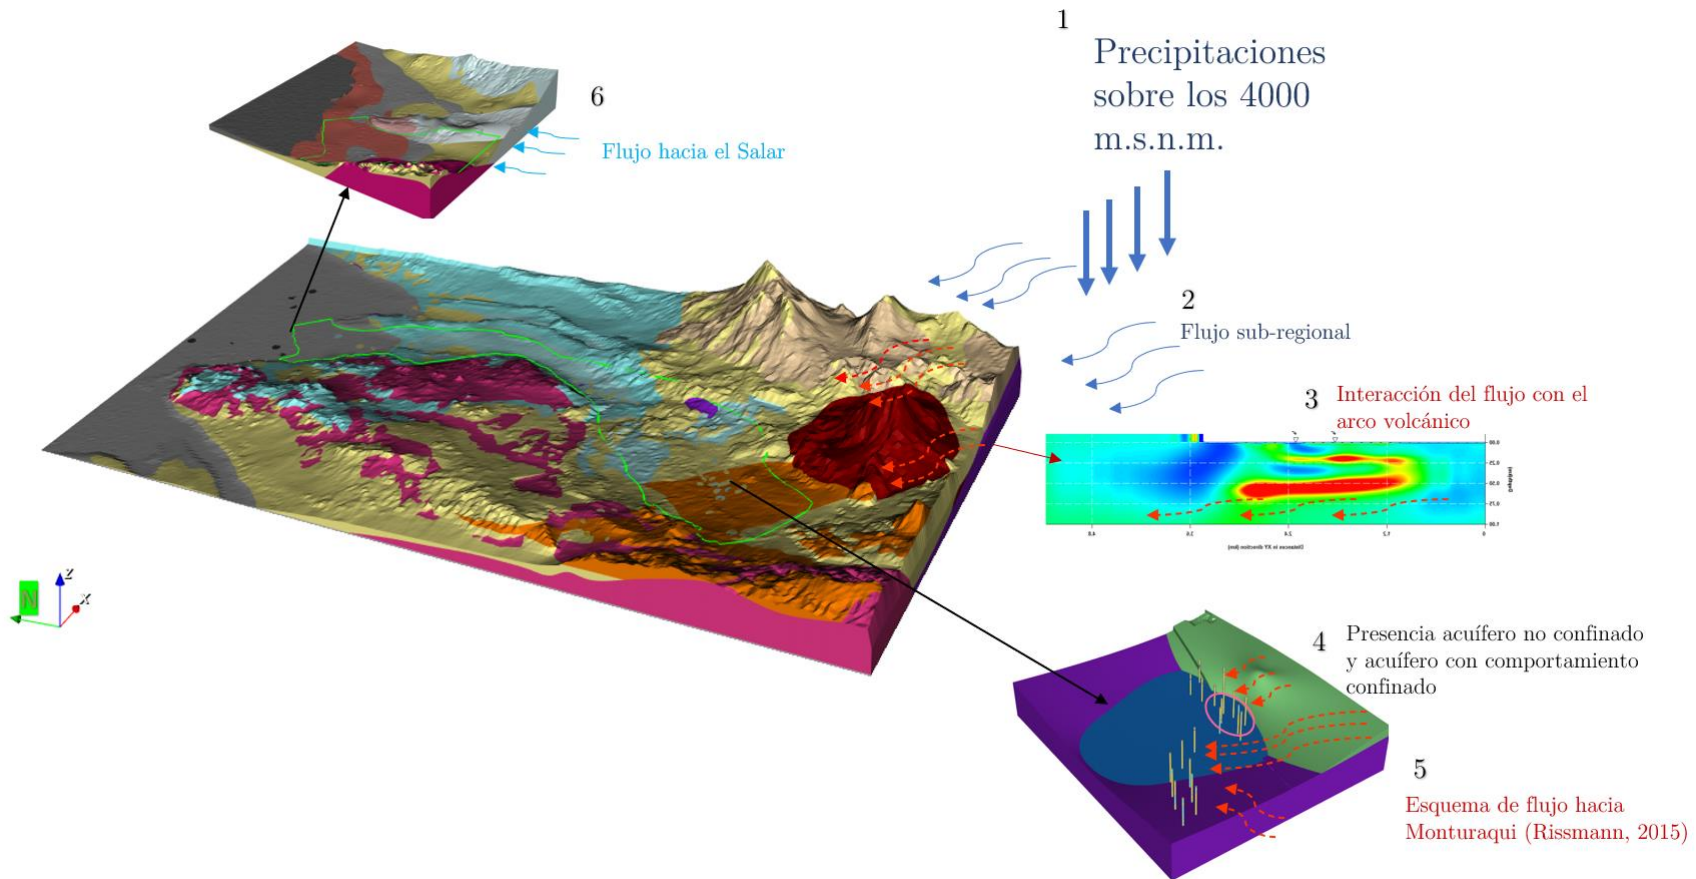 1
Precipitaciones
sobre los 4000
m.s.n.m.
6
Flujo hacia el Salar
2
Flujo sub-regional
3
Interacción del flujo con el
arco volcánico
4
Presencia acuífero no confinado
y acuífero con comportamiento
confinado
5
Esquema de flujo hacia
Monturaqui (Rissmann, 2015)
N
Z
X